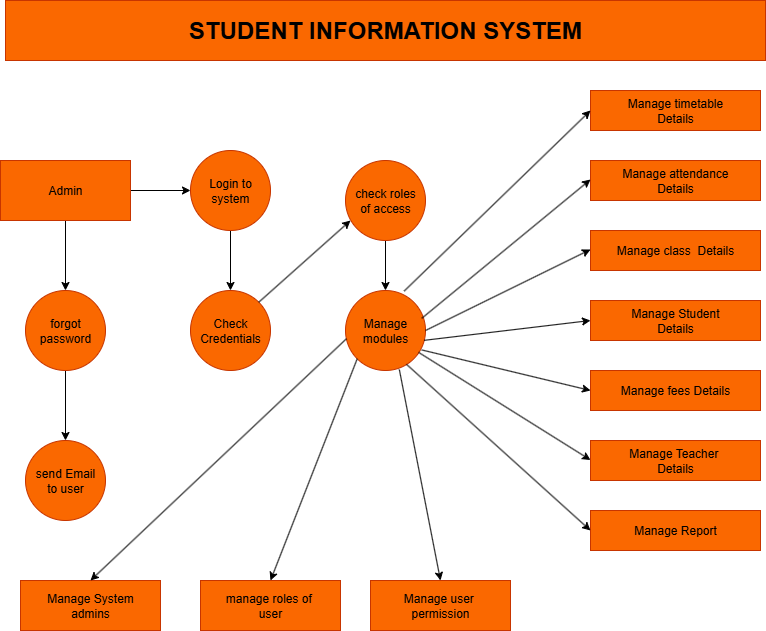 STUDENT INFORMATION SYSTEM
Admin
Login to
system
check roles
of access
forgot
password
Check
Credentials
Manage
modules
send Email
to user
Manage timetable
Details
Manage attendance
Details
Manage class  Details
Manage Student
Details
Manage fees Details
Manage Teacher
Details
Manage Report
Manage System
admins
manage roles of
user
Manage user
permission